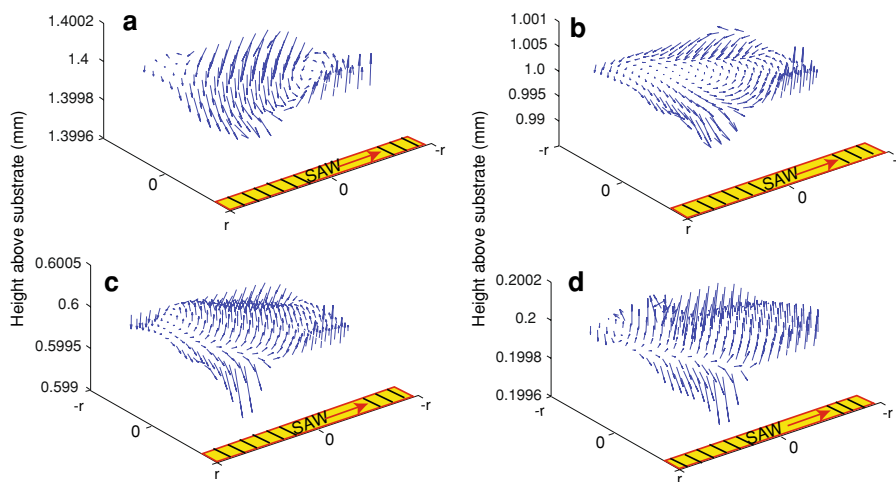 a
1.4002
1.4
1.3998
1.3996
0
r
SAW
0
-r
b
1.001
1.005
1.0
0.995
0.99
-r
0
r
SAW
0
-r
Height above substrate (mm)
Height above substrate (mm)
c
0.6005
0.6
0.5995
0.599
-r
0
r
SAW
0
-r
d
0.2002
0.2
0.1998
0.1996
0
r
SAW
0
-r